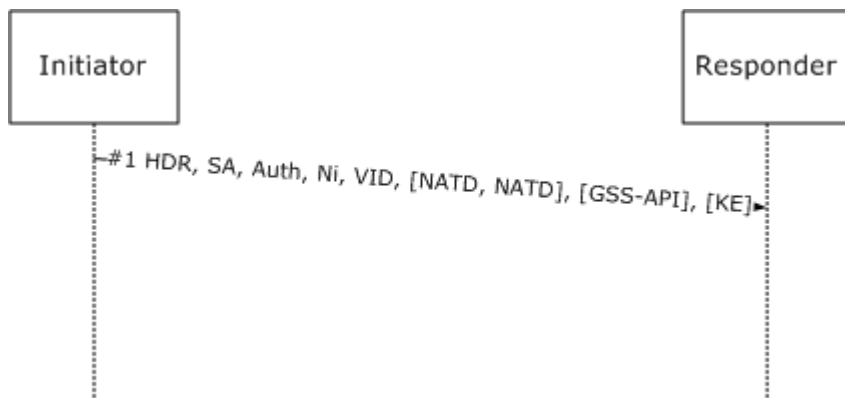 Initiator
Responder
#1 HDR, SA, Auth, Ni, VID, [NATD, NATD], [GSS-API], [KE]